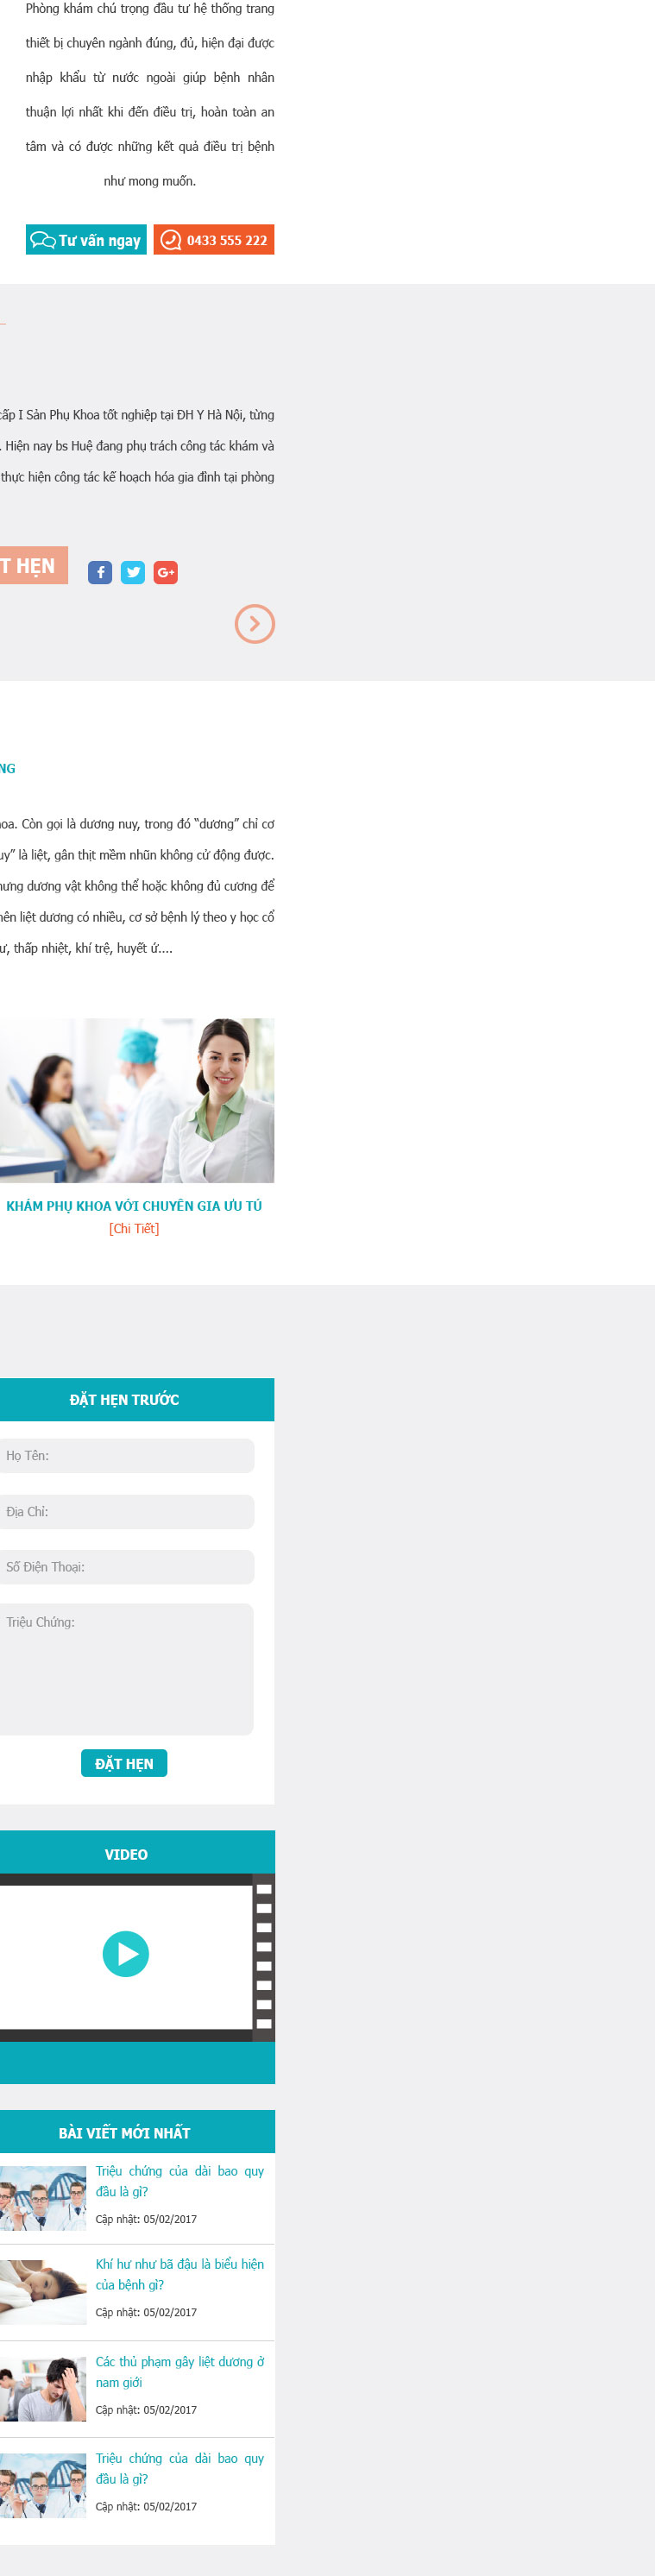 Phòng khám chú trọng đầu tư hệ thống trang
thiết bị chuyên ngành đúng, đủ, hiện đại được
nhập khẩu từ nước ngoài giúp bệnh nhân
thuận lợi nhất khi đến điều trị, hoàn toàn an
tâm và có được những kết quả điều trị bệnh
như mong muốn.
Tư vấn ngay
0433 555 222
cấp I Sản Phụ Khoa tốt nghiệp tại ĐH Y Hà Nội, từng
. Hiện nay bs Huệ đang phụ trách công tác khám và
thực hiện công tác kế hoạch hóa gia đình tại phòng
T HẸN
NG
oa. Còn gọi là dương nuy, trong đó “dương” chỉ cơ
uy” là liệt, gân thịt mềm nhũn không cử động được.
ưng dương vật không thể hoặc không đủ cương để
nên liệt dương có nhiều, cơ sở bệnh lý theo y học cổ
ư, thấp nhiệt, khí trệ, huyết ứ....
KHÁM PHỤ KHOA VỚI CHUYÊN GIA ƯU TÚ
[Chi Tiết]
ĐẶT HẸN TRƯỚC
Họ Tên:
Địa Chỉ:
Số Điện Thoại:
Triệu Chứng:
ĐẶT HẸN
VIDEO
BÀI VIẾT MỚI NHẤT
Triệu chứng của dài bao quy
đầu là gì?
Cập nhật: 05/02/2017
Khí hư như bã đậu là biểu hiện
của bệnh gì?
Cập nhật: 05/02/2017
Các thủ phạm gây liệt dương ở
nam giới
Cập nhật: 05/02/2017
Triệu chứng của dài bao quy
đầu là gì?
Cập nhật: 05/02/2017